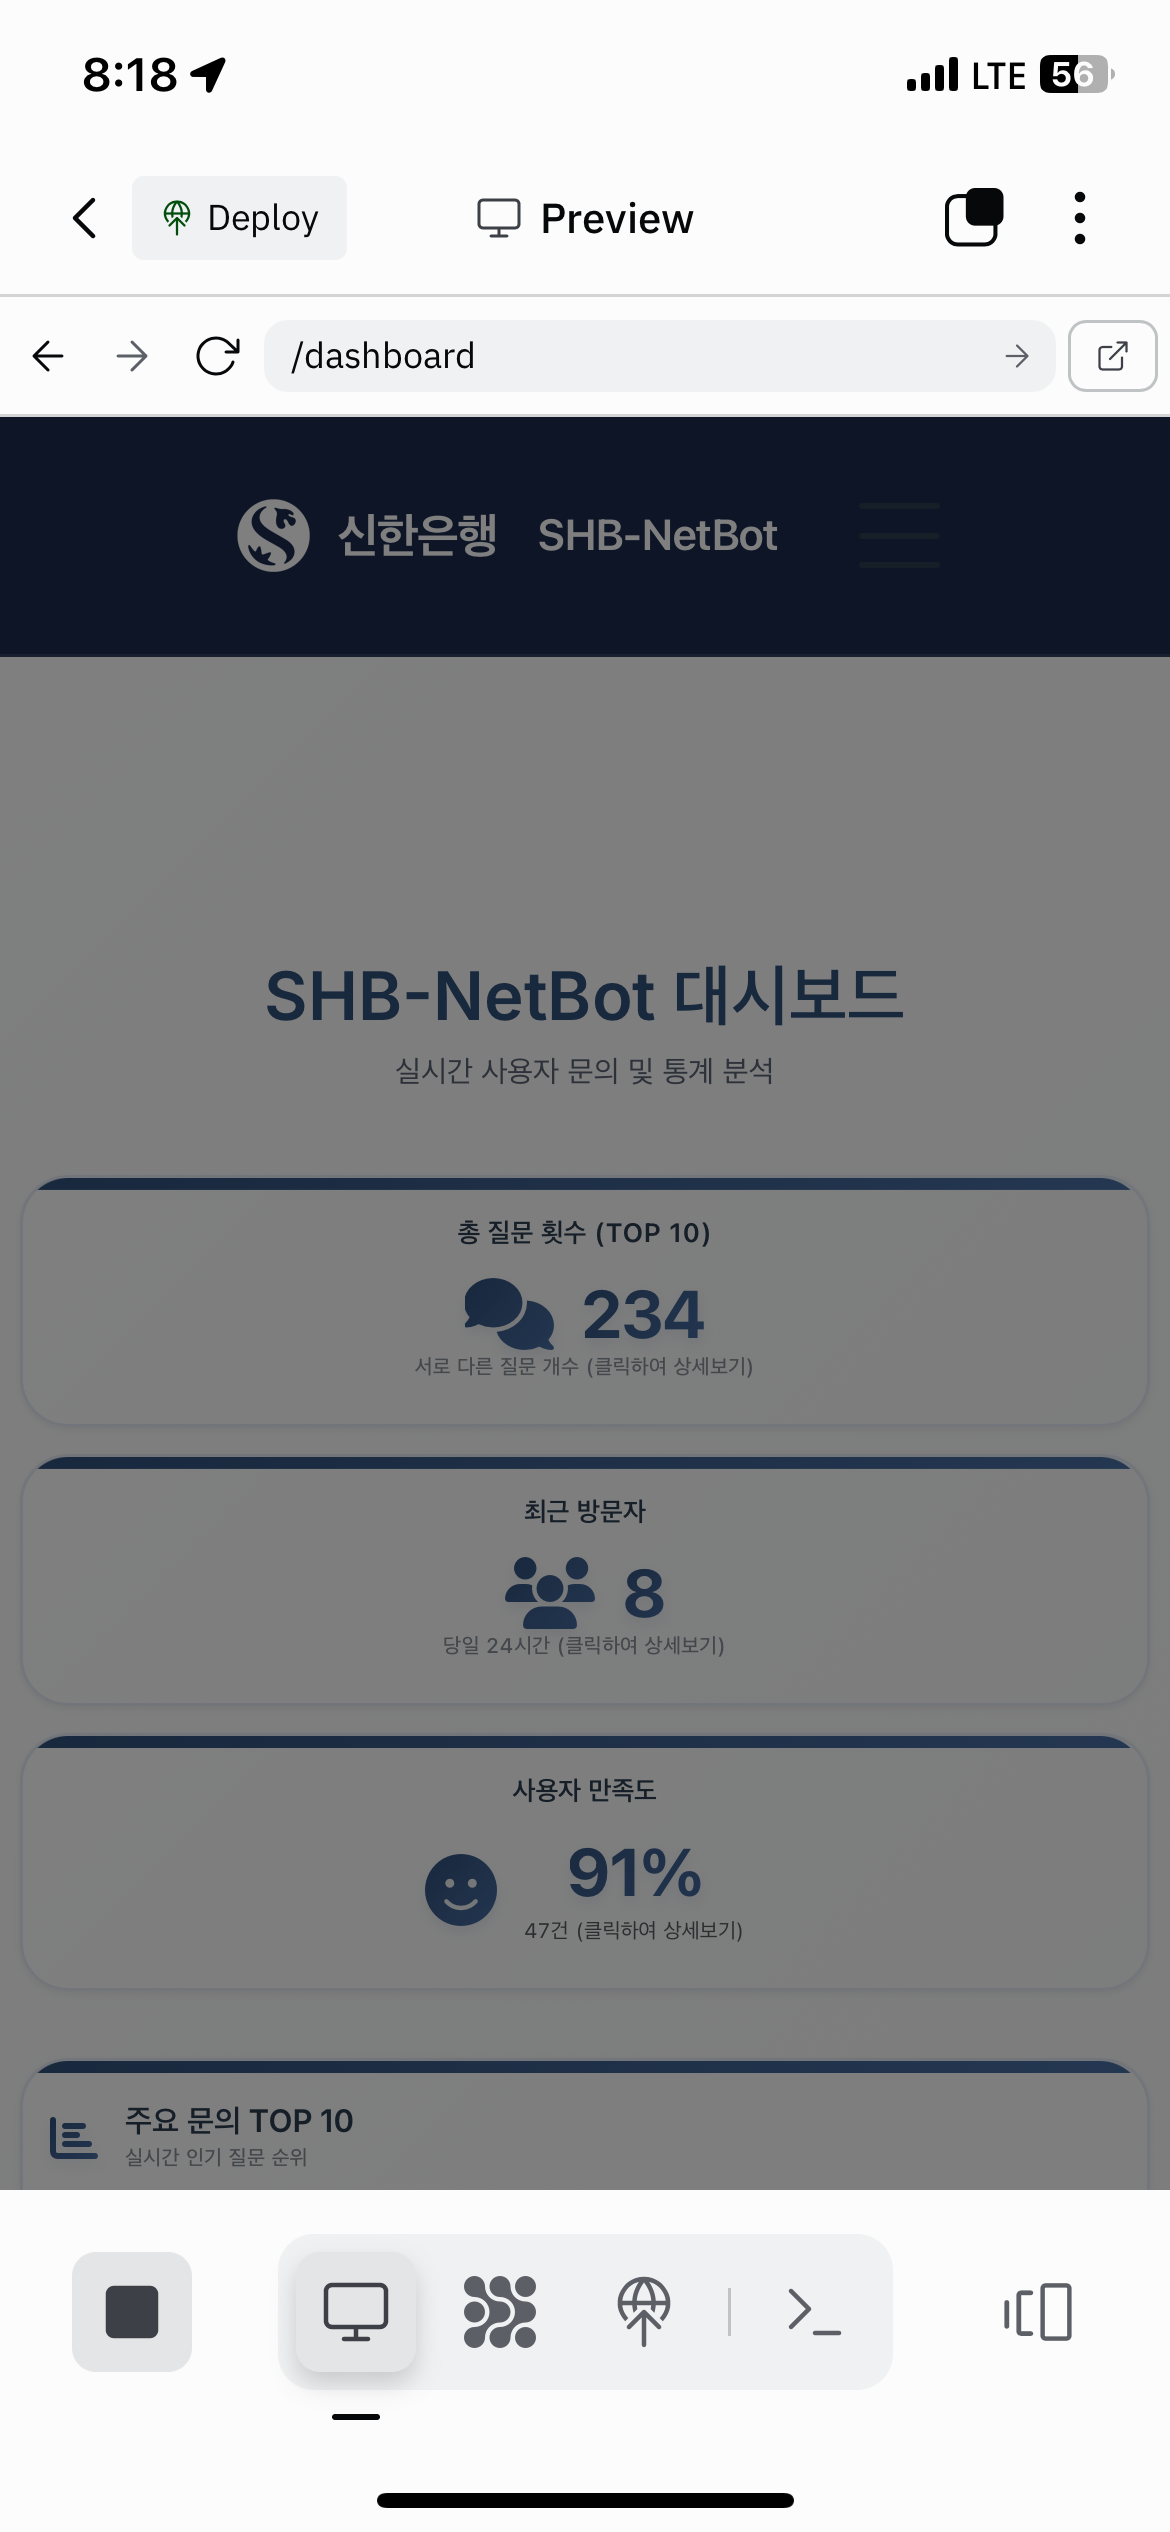 8:18
LTE 56
Deploy
Preview
/dashboard
신한은행 SHB-NetBot
SHB-NetBot 대시보드
실시간 사용자 문의 및 통계 분석
총 질문 횟수 (TOP 10)
234
서로 다른 질문 개수 (클릭하여 상세보기)
최근 방문자
8
당일 24시간 (클릭하여 상세보기)
사용자 만족도
91%
47건 (클릭하여 상세보기)
주요 문의 TOP 10
실시간 인기 질문 순위